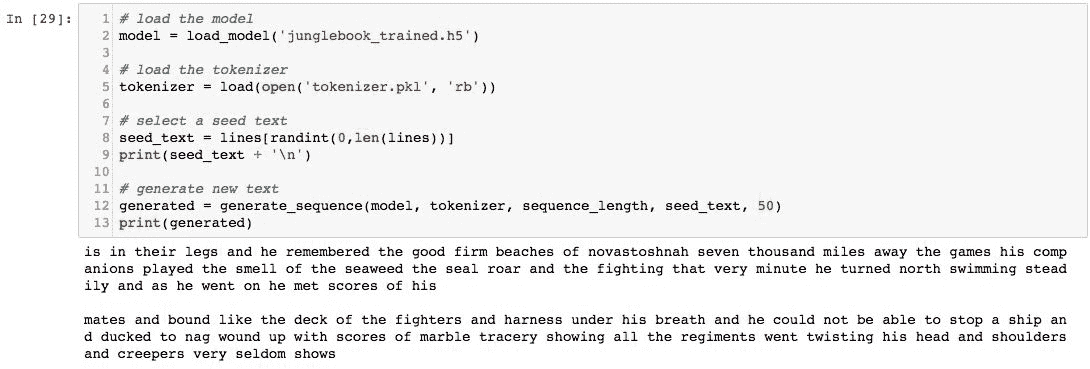 In [29]:
1 # load the model
2 model = load_model('junglebook_trained.h5')
3
4 # load the tokenizer
5 tokenizer = load(open('tokenizer.pkl', 'rb'))
6
7 # select a seed text
8 seed_text = lines[randint(0,len(lines))]
9 print(seed_text + '\n')
10
11 # generate new text
12 generated = generate_sequence(model, tokenizer, sequence_length, seed_text, 50)
13 print(generated)
is in their legs and he remembered the good firm beaches of novastoshnah seven thousand miles away the games his comp
anions played the smell of the seaweed the seal roar and the fighting that very minute he turned north swimming stead
ily and as he went on he met scores of his
mates and bound like the deck of the fighters and harness under his breath and he could not be able to stop a ship an
d ducked to nag wound up with scores of marble tracery showing all the regiments went twisting his head and shoulders
and creepers very seldom shows